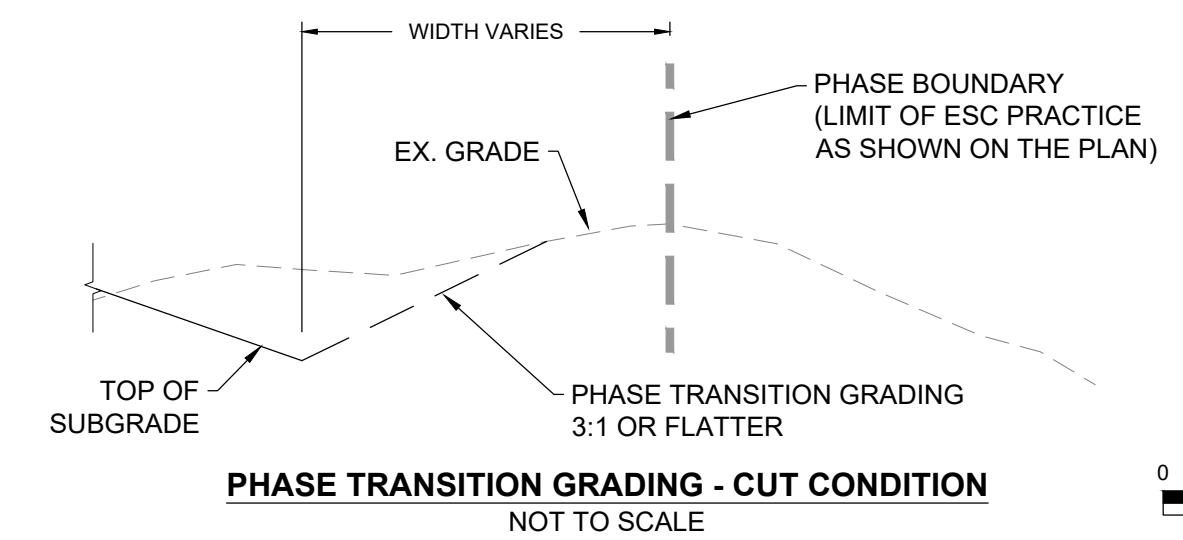 WIDTH VARIES
PHASE BOUNDARY
(LIMIT OF ESC PRACTICE
AS SHOWN ON THE PLAN)
EX. GRADE
TOP OF
SUBGRADE
PHASE TRANSITION GRADING
3:1 OR FLATTER
PHASE TRANSITION GRADING - CUT CONDITION
NOT TO SCALE
0